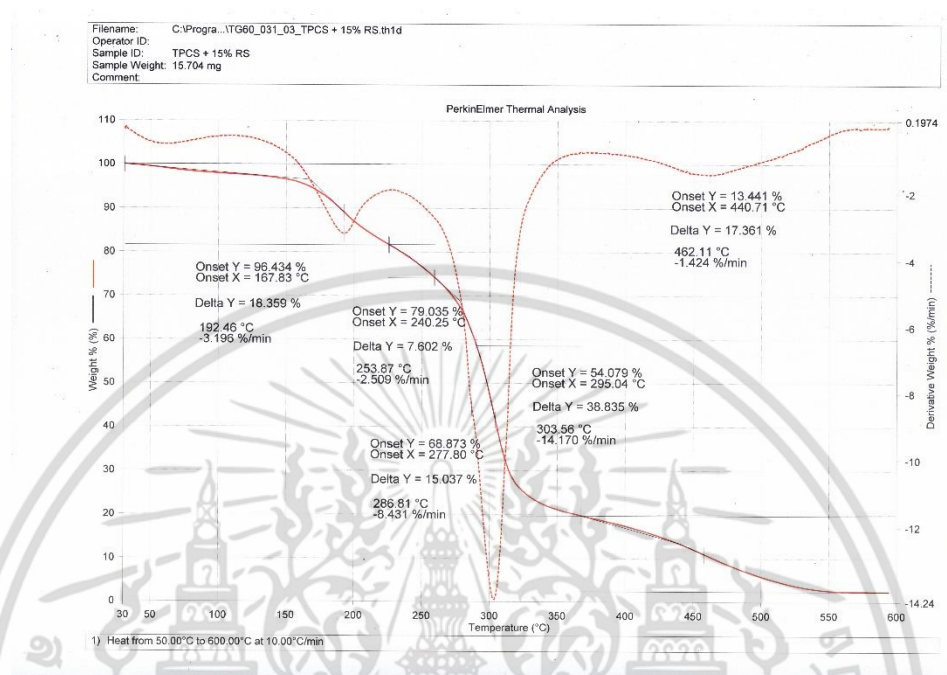 Filename: C:\Progra...\TG60_031_03_TPCS + 15% RS.th1d
Operator ID:
Sample ID: TPCS + 15% RS
Sample Weight: 15.704 mg
Comment:
PerkinElmer Thermal Analysis
110
100
90
80
70
60
50
40
30
20
10
0
Weight % (%)
Onset Y = 96.434 %
Onset X = 167.83 °C
Delta Y = 18.359 %
192.46 °C
-3.196 %/min
Onset Y = 79.035 %
Onset X = 240.25 °C
Delta Y = 7.602 %
253.87 °C
-2.509 %/min
Onset Y = 68.873 %
Onset X = 277.80 °C
Delta Y = 15.037 %
286.81 °C
-8.431 %/min
Onset Y = 54.079 %
Onset X = 295.04 °C
Delta Y = 38.835 %
303.56 °C
-14.170 %/min
Onset Y = 13.441 %
Onset X = 440.71 °C
Delta Y = 17.361 %
462.11 °C
-1.424 %/min
0.1974
-2
-4
-6
-8
-10
-12
-14.24
Derivative Weight % (%/min)
30 50 100 150 200 250 300 350 400 450 500 550 600
Temperature (°C)
1) Heat from 50.00°C to 600.00°C at 10.00°C/min